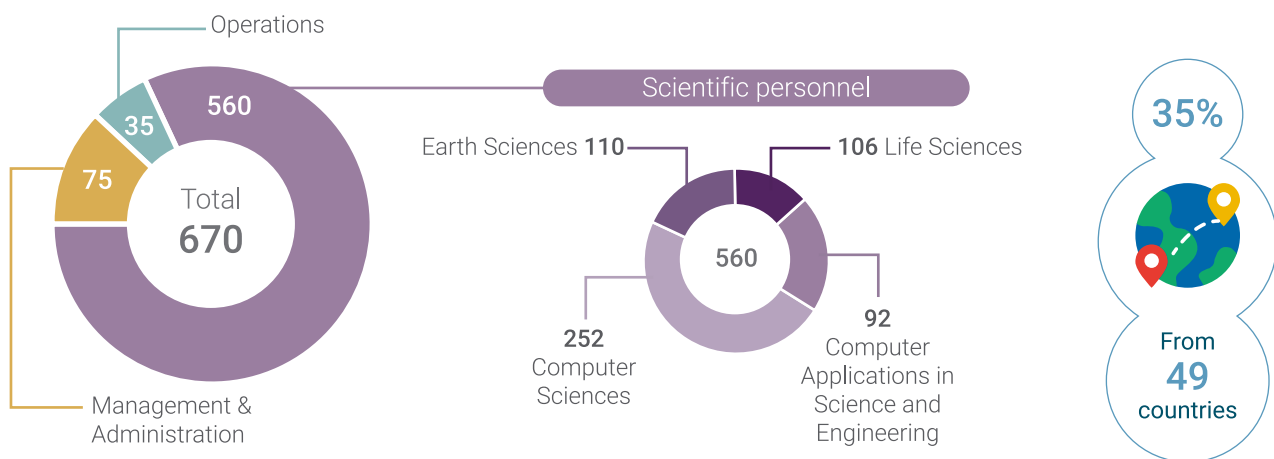 Operations
560
35
75
Total
670
Management &
Administration
Scientific personnel
Earth Sciences 110
106 Life Sciences
560
252
Computer
Sciences
92
Computer
Applications in
Science and
Engineering
35%
From
49
countries